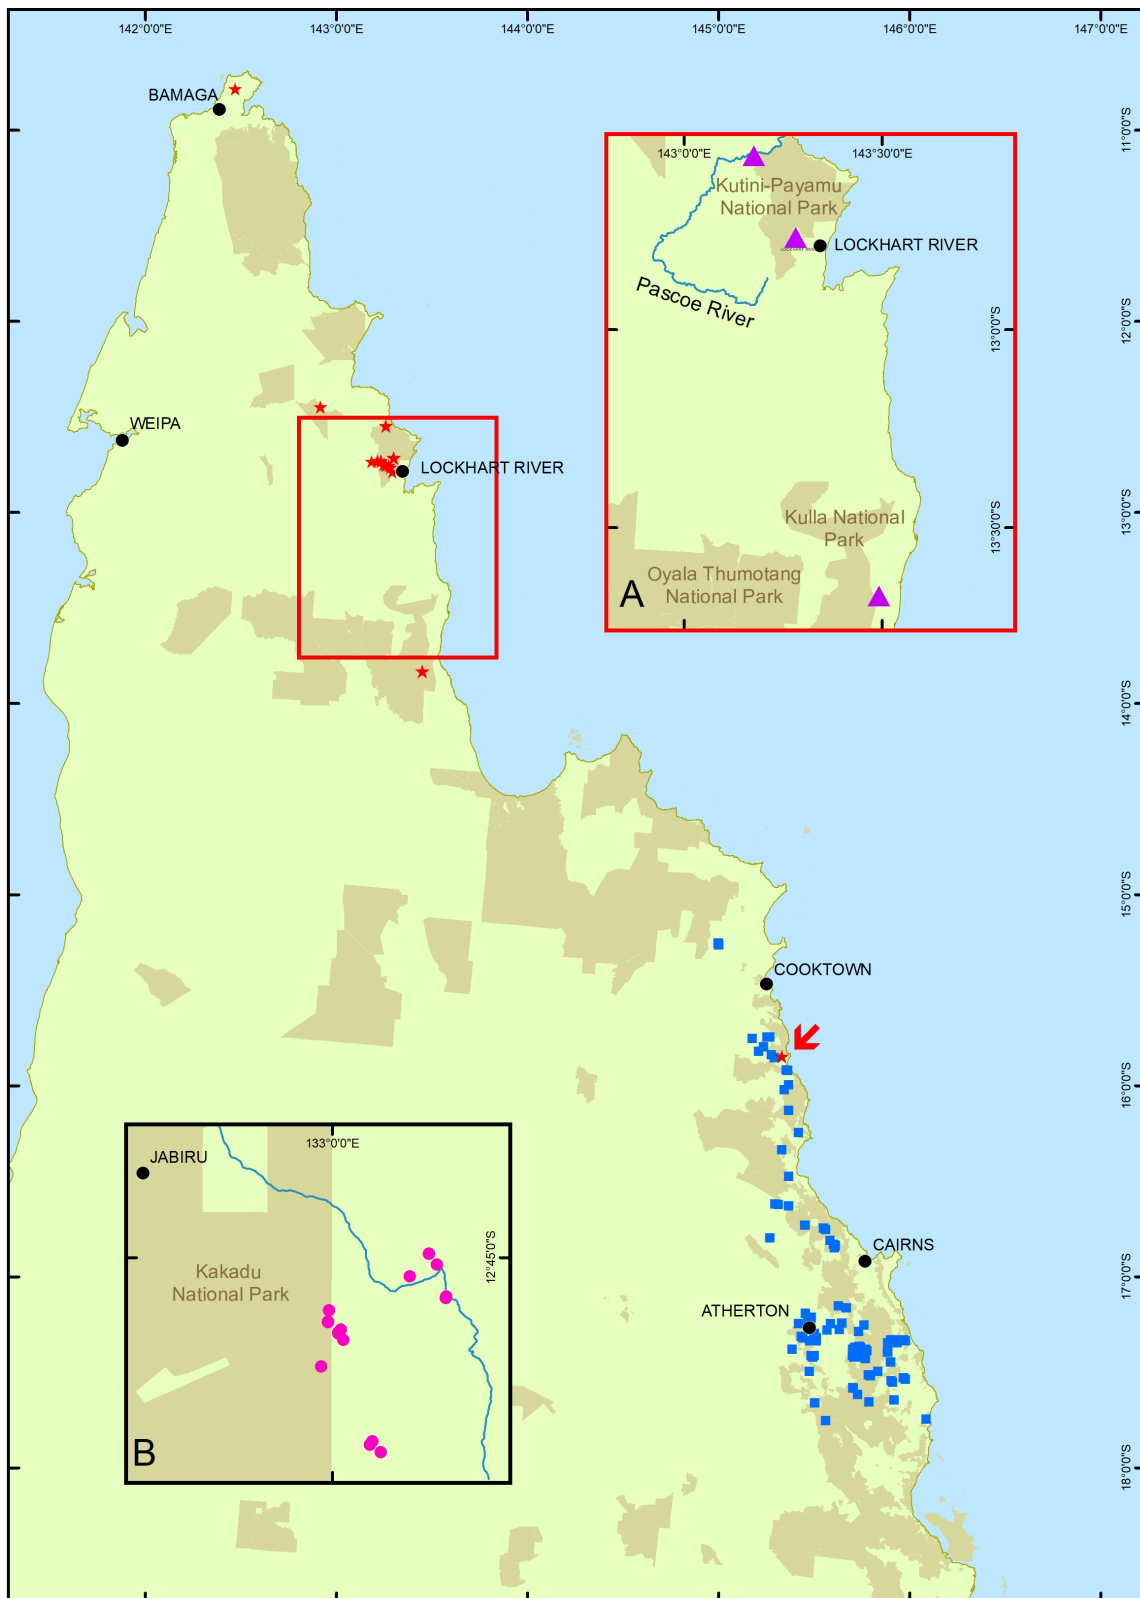 142°0'0"E
143°0'0"E
144°0'0"E
145°0'0"E
146°0'0"E
147°0'0"E
BAMAGA
11°0'0"S
143°0'0"E
143°30'0"E
Kutini-Payamu
National Park
LOCKHART RIVER
Pascoe River
13°0'0"S
12°0'0"S
WEIPA
LOCKHART RIVER
13°0'0"S
13°30'0"S
Kulla National
Park
Oyala Thumotang
National Park
A
14°0'0"S
15°0'0"S
COOKTOWN
16°0'0"S
133°0'0"E
JABIRU
12°45'0"S
Kakadu
National Park
B
CAIRNS
17°0'0"S
ATHERTON
18°0'0"S